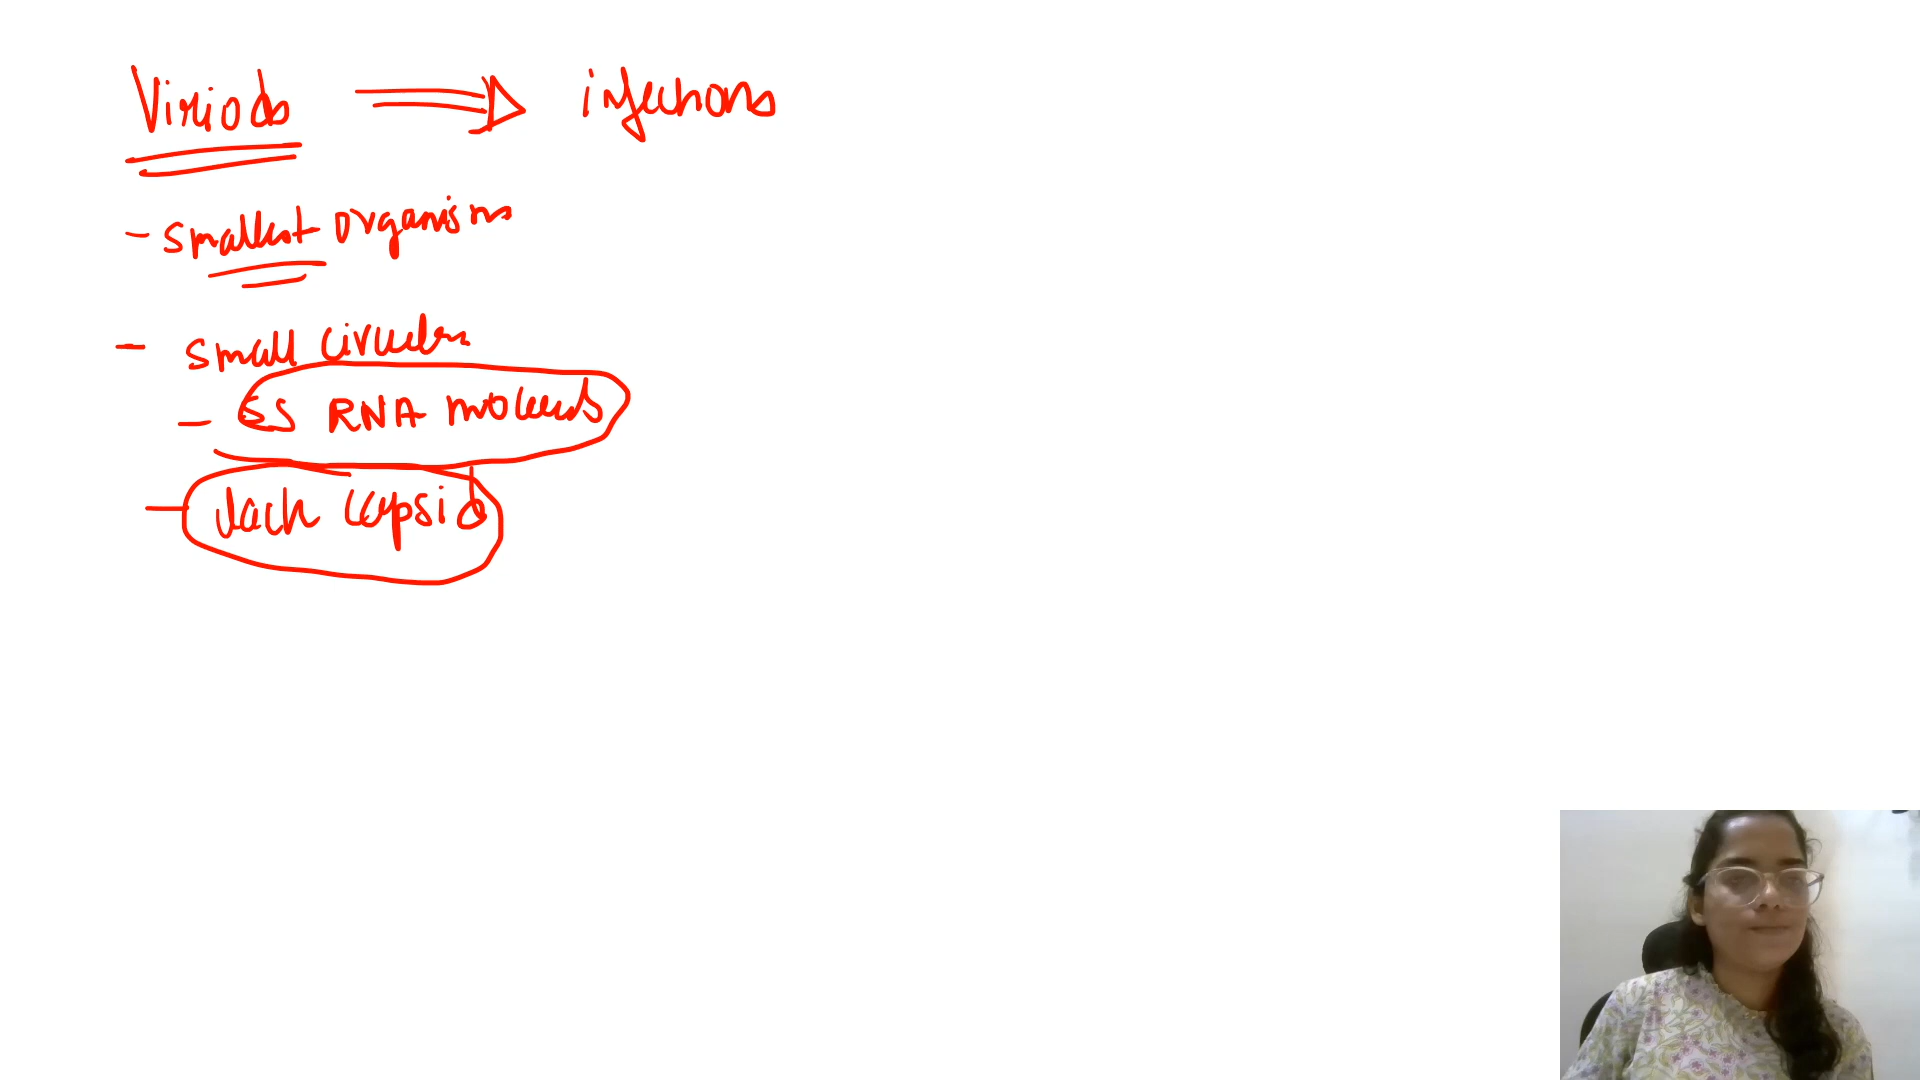 Viriods ⇒ infections
- smallest organisms
- small circular
- SS RNA molecules
- lack capsid